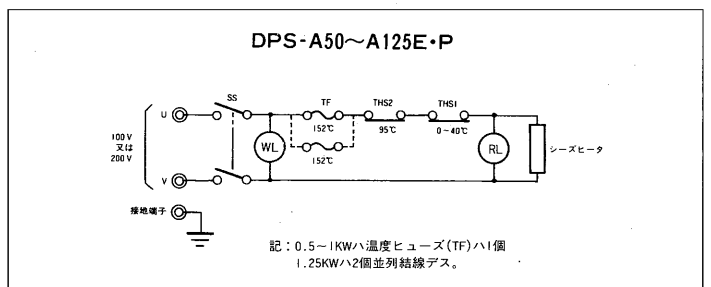 DPS-A50～A125E・P
SS
TF
THS2
THS1
U
152℃
95℃
0～40℃
100V
又は
200V
WL
152℃
RL
シーズヒータ
V
接地端子
記：0.5～1KWハ温度ヒューズ(TF)ハ1個
1.25KWハ2個並列結線デス。